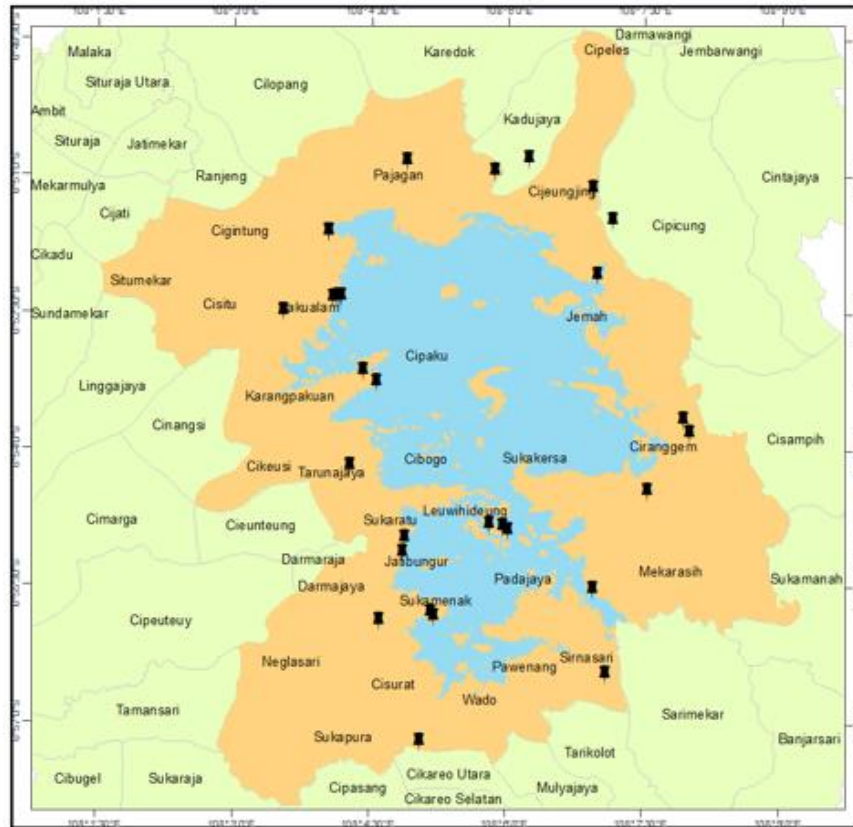 Darmawangi
Malaka
Karedok
Cipeles
Jembarwangi
Situraja Utara
Cilopang
Ambit
Kadujaya
Situraja
Jatimekar
Pajagan
Ranjeng
Cintajaya
Mekarmulya
Cijeungjing
Cijati
Cigintung
Cipicung
Cikadu
Situmekar
Cisitu
Sundamekar
Jemah
Cipaku
Linggajaya
Karangpakuan
Cinangsi
Cisampih
Ciranggem
Cibogo
Sukakersa
Cikeusi
Tarunajaya
Cimarga
Leuwihideung
Cieunteung
Sukaratu
Darmaraja
Jatibungur
Mekarasih
Padajaya
Sukamanah
Darmajaya
Sukamenak
Cipeuteuy
Neglasari
Sirnasari
Pawenang
Cisurat
Wado
Tamansari
Sarimekar
Sukapura
Banjarsari
Tarikolot
Cibugel
Sukaraja
Cikareo Utara
Cipasang
Mulyajaya
Cikareo Selatan